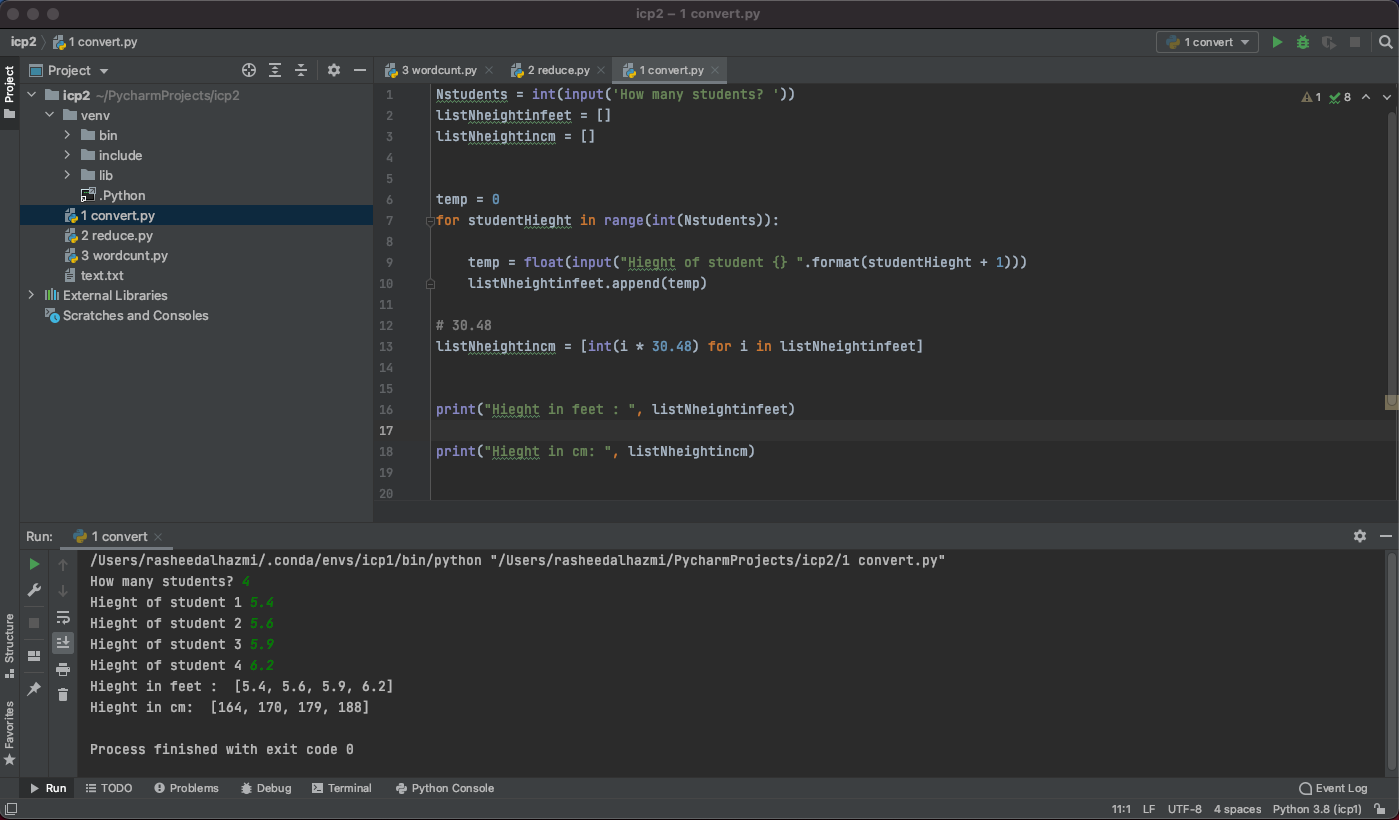 icp2 – 1 convert.py
icp2 1 convert.py
1 convert
Project
Project
icp2 ~/PycharmProjects/icp2
venv
bin
include
lib
.Python
1 convert.py
2 reduce.py
3 wordcunt.py
text.txt
External Libraries
Scratches and Consoles
3 wordcunt.py 2 reduce.py 1 convert.py
1 8
1 Nstudents = int(input('How many students? '))
2 listNheightinfeet = []
3 listNheightincm = []
4
5
6 temp = 0
7 for studentHieght in range(int(Nstudents)):
8
9 temp = float(input("Hieght of student {} ".format(studentHieght + 1)))
10 listNheightinfeet.append(temp)
11
12 # 30.48
13 listNheightincm = [int(i * 30.48) for i in listNheightinfeet]
14
15
16 print("Hieght in feet : ", listNheightinfeet)
17
18 print("Hieght in cm: ", listNheightincm)
19
20
Run: 1 convert
/Users/rasheedalhazmi/.conda/envs/icp1/bin/python "/Users/rasheedalhazmi/PycharmProjects/icp2/1 convert.py"
How many students? 4
Hieght of student 1 5.4
Hieght of student 2 5.6
Hieght of student 3 5.9
Hieght of student 4 6.2
Hieght in feet :  [5.4, 5.6, 5.9, 6.2]
Hieght in cm:  [164, 170, 179, 188]
Process finished with exit code 0
Structure
Favorites
Run TODO Problems Debug Terminal Python Console Event Log
11:1 LF UTF-8 4 spaces Python 3.8 (icp1)